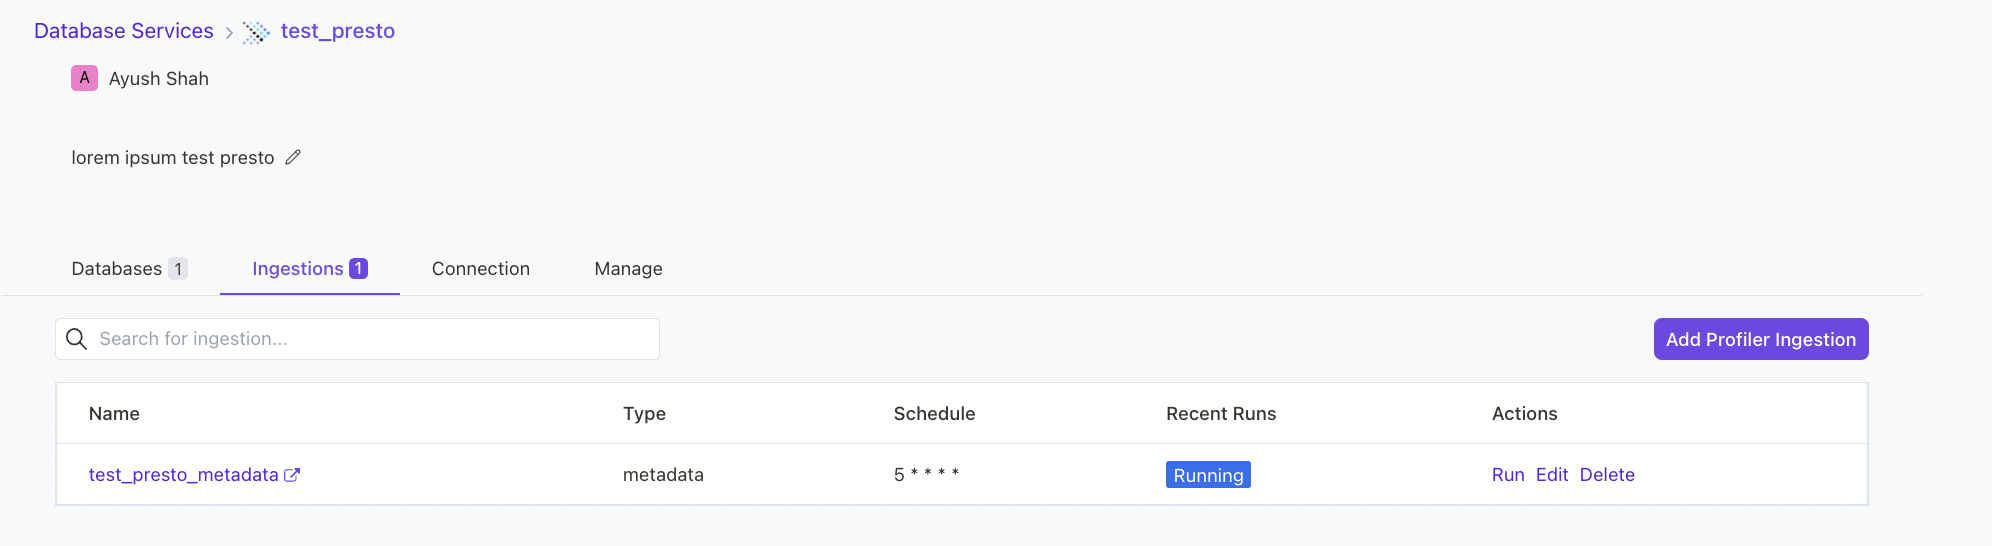 Database Services > test_presto
A Ayush Shah
lorem ipsum test presto
Databases 1 Ingestions 1 Connection Manage
Search for ingestion...
Add Profiler Ingestion
Name Type Schedule Recent Runs Actions
test_presto_metadata metadata 5 * * * * Running Run Edit Delete